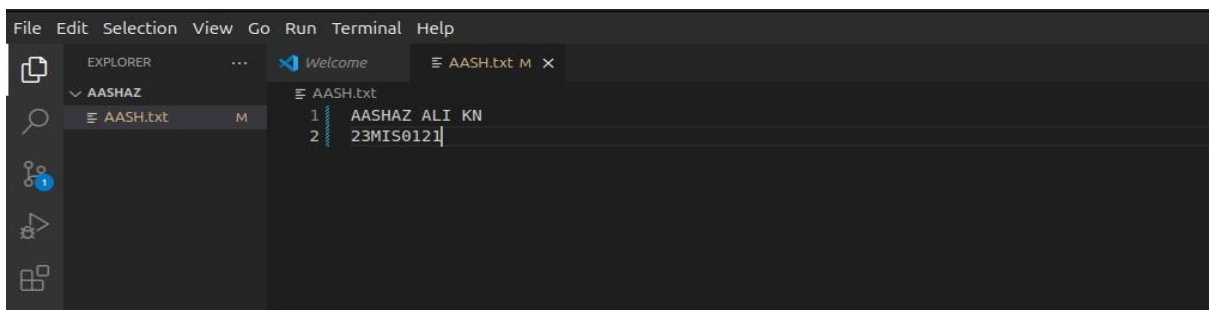 File Edit Selection View Go Run Terminal Help
EXPLORER ... Welcome AASH.txt M
AASHAZ AASH.txt
AASH.txt M 1 AASHAZ ALI KN
2 23MIS0121
1